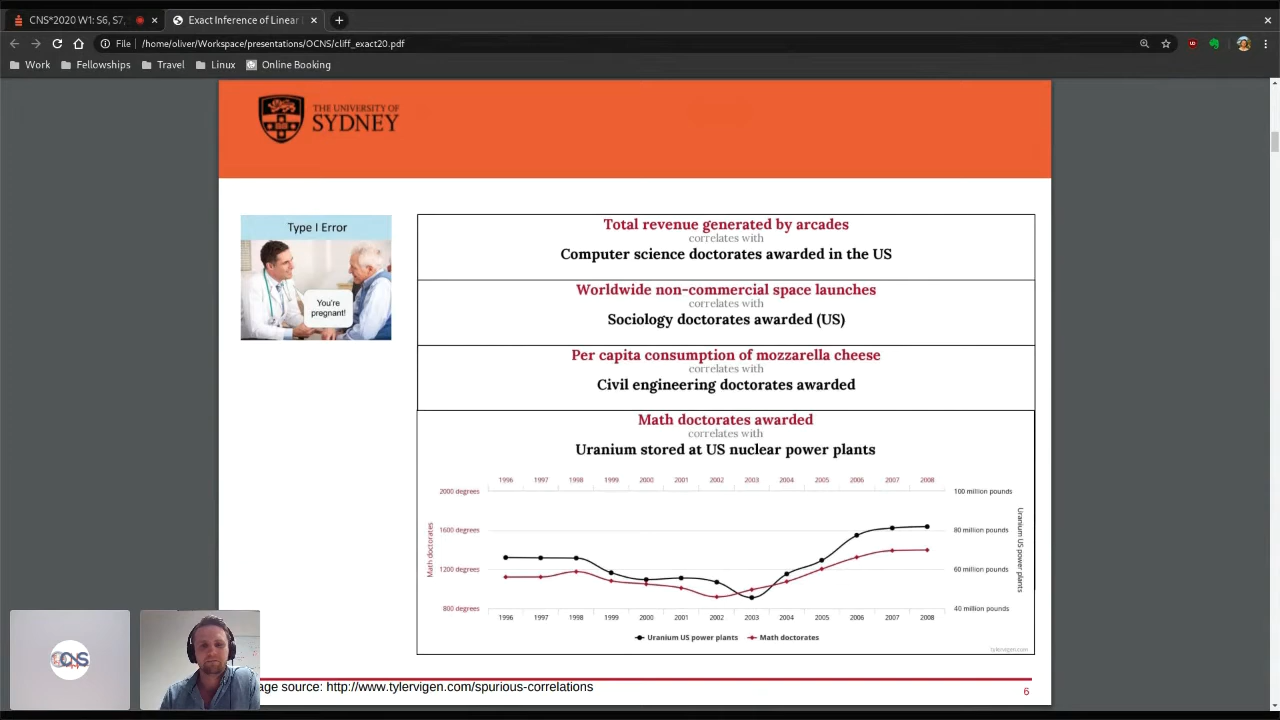 CNS*2020 W1: S6, S7,
Exact Inference of Linear
File
/home/oliver/Workspace/presentations/OCNS/cliff_exact20.pdf
Work
Fellowships
Travel
Linux
Online Booking
THE UNIVERSITY OF
SYDNEY
Type I Error
You're
pregnant!
Total revenue generated by arcades
correlates with
Computer science doctorates awarded in the US
Worldwide non-commercial space launches
correlates with
Sociology doctorates awarded (US)
Per capita consumption of mozzarella cheese
correlates with
Civil engineering doctorates awarded
Math doctorates awarded
correlates with
Uranium stored at US nuclear power plants
1996 1997 1998 1999 2000 2001 2002 2003 2004 2005 2006 2007 2008
2000 degrees
100 million pounds
1600 degrees
80 million pounds
1200 degrees
60 million pounds
800 degrees
40 million pounds
Math doctorates
Uranium US power plants
1996 1997 1998 1999 2000 2001 2002 2003 2004 2005 2006 2007 2008
Uranium US power plants
Math doctorates
tylervigen.com
OCNS
age source: http://www.tylervigen.com/spurious-correlations
6